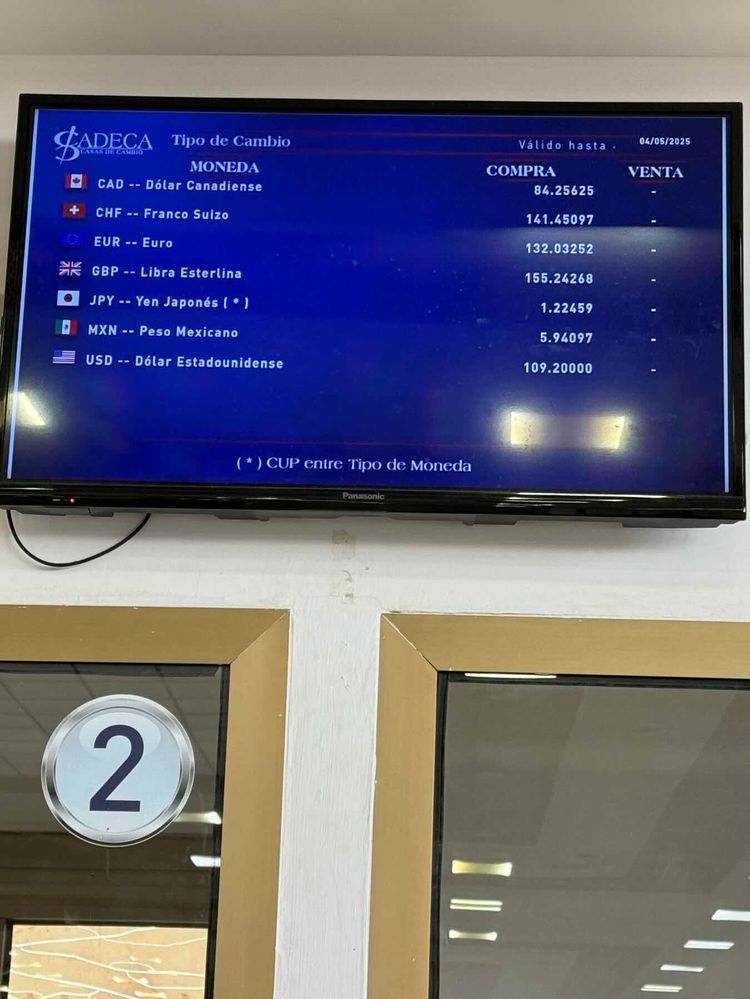 CADECA
CASAS DE CAMBIO
Tipo de Cambio
Válido hasta . 04/05/2025
MONEDA COMPRA VENTA
CAD -- Dólar Canadiense 84.25625 -
CHF -- Franco Suizo 141.45097 -
EUR -- Euro 132.03252 -
GBP -- Libra Esterlina 155.24268 -
JPY -- Yen Japonés ( * ) 1.22459 -
MXN -- Peso Mexicano 5.94097 -
USD -- Dólar Estadounidense 109.20000 -
( * ) CUP entre Tipo de Moneda
Panasonic
2